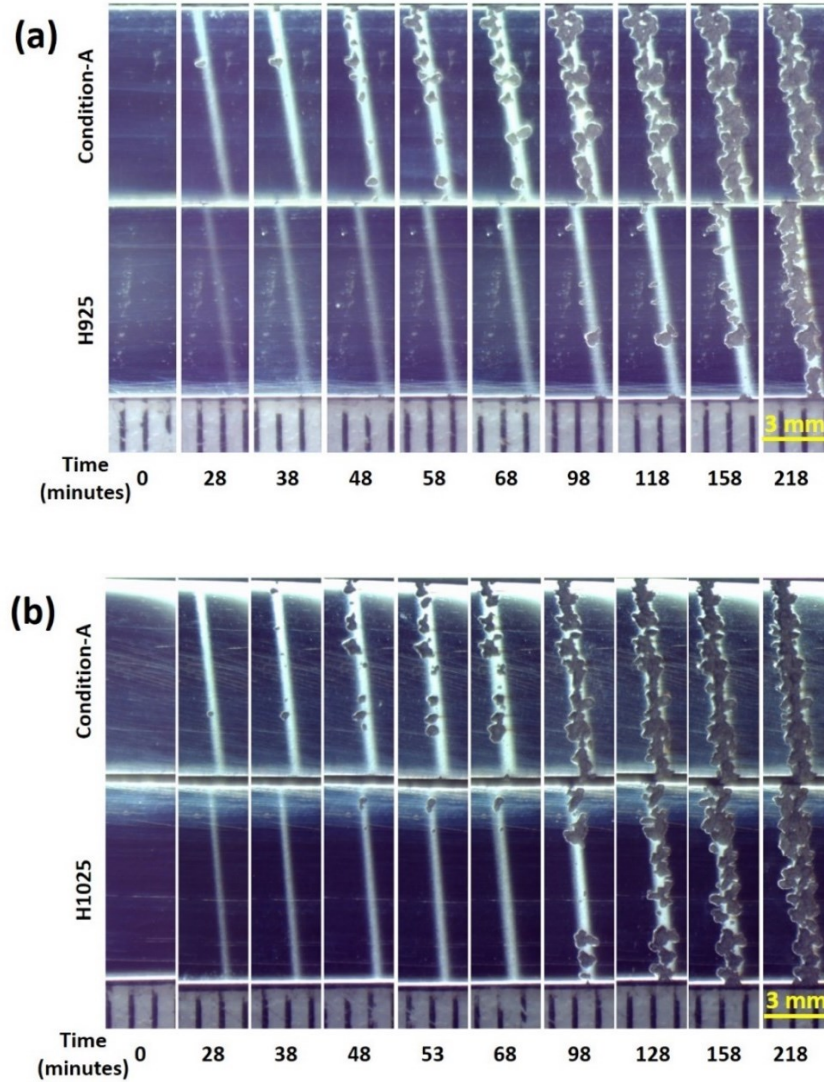 (a)
Condition-A
H925
3 mm
Time
(minutes)
0 28 38 48 58 68 98 118 158 218
(b)
Condition-A
H1025
3 mm
Time
(minutes)
0 28 38 48 53 68 98 128 158 218